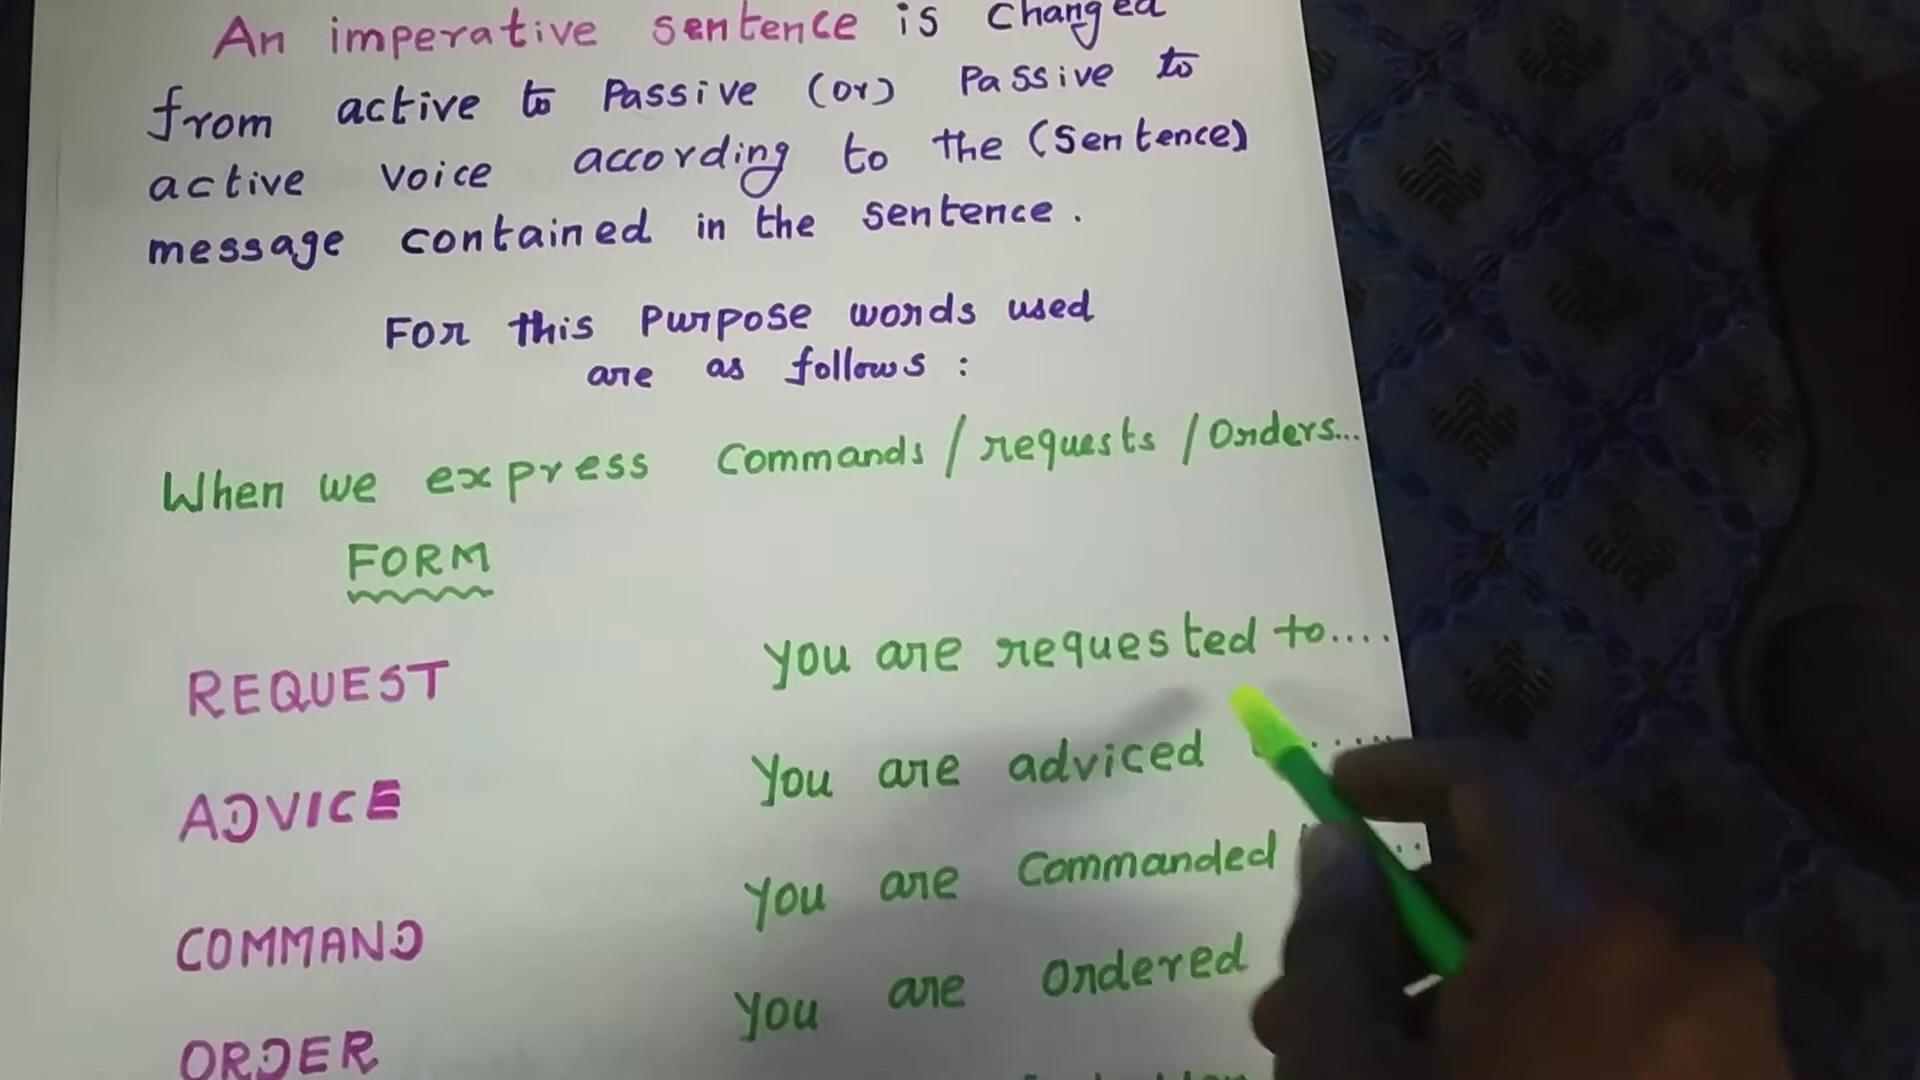 An imperative sentence is changed
from active to Passive (or) Passive to
active voice according to the (Sentence)
message contained in the sentence.
For this Purpose words used
are as follows :
When we express Commands / requests / Orders...
FORM
REQUEST You are requested to....
ADVICE You are adviced
COMMAND You are Commanded
ORDER You are Ordered